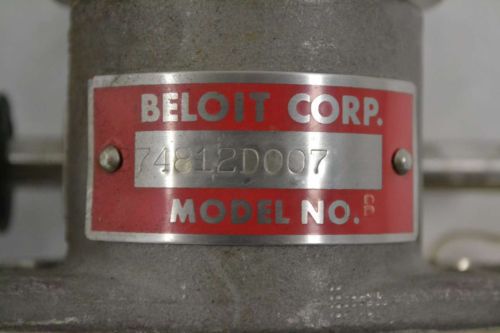 BELOIT CORP.
74812D007
MODEL NO.